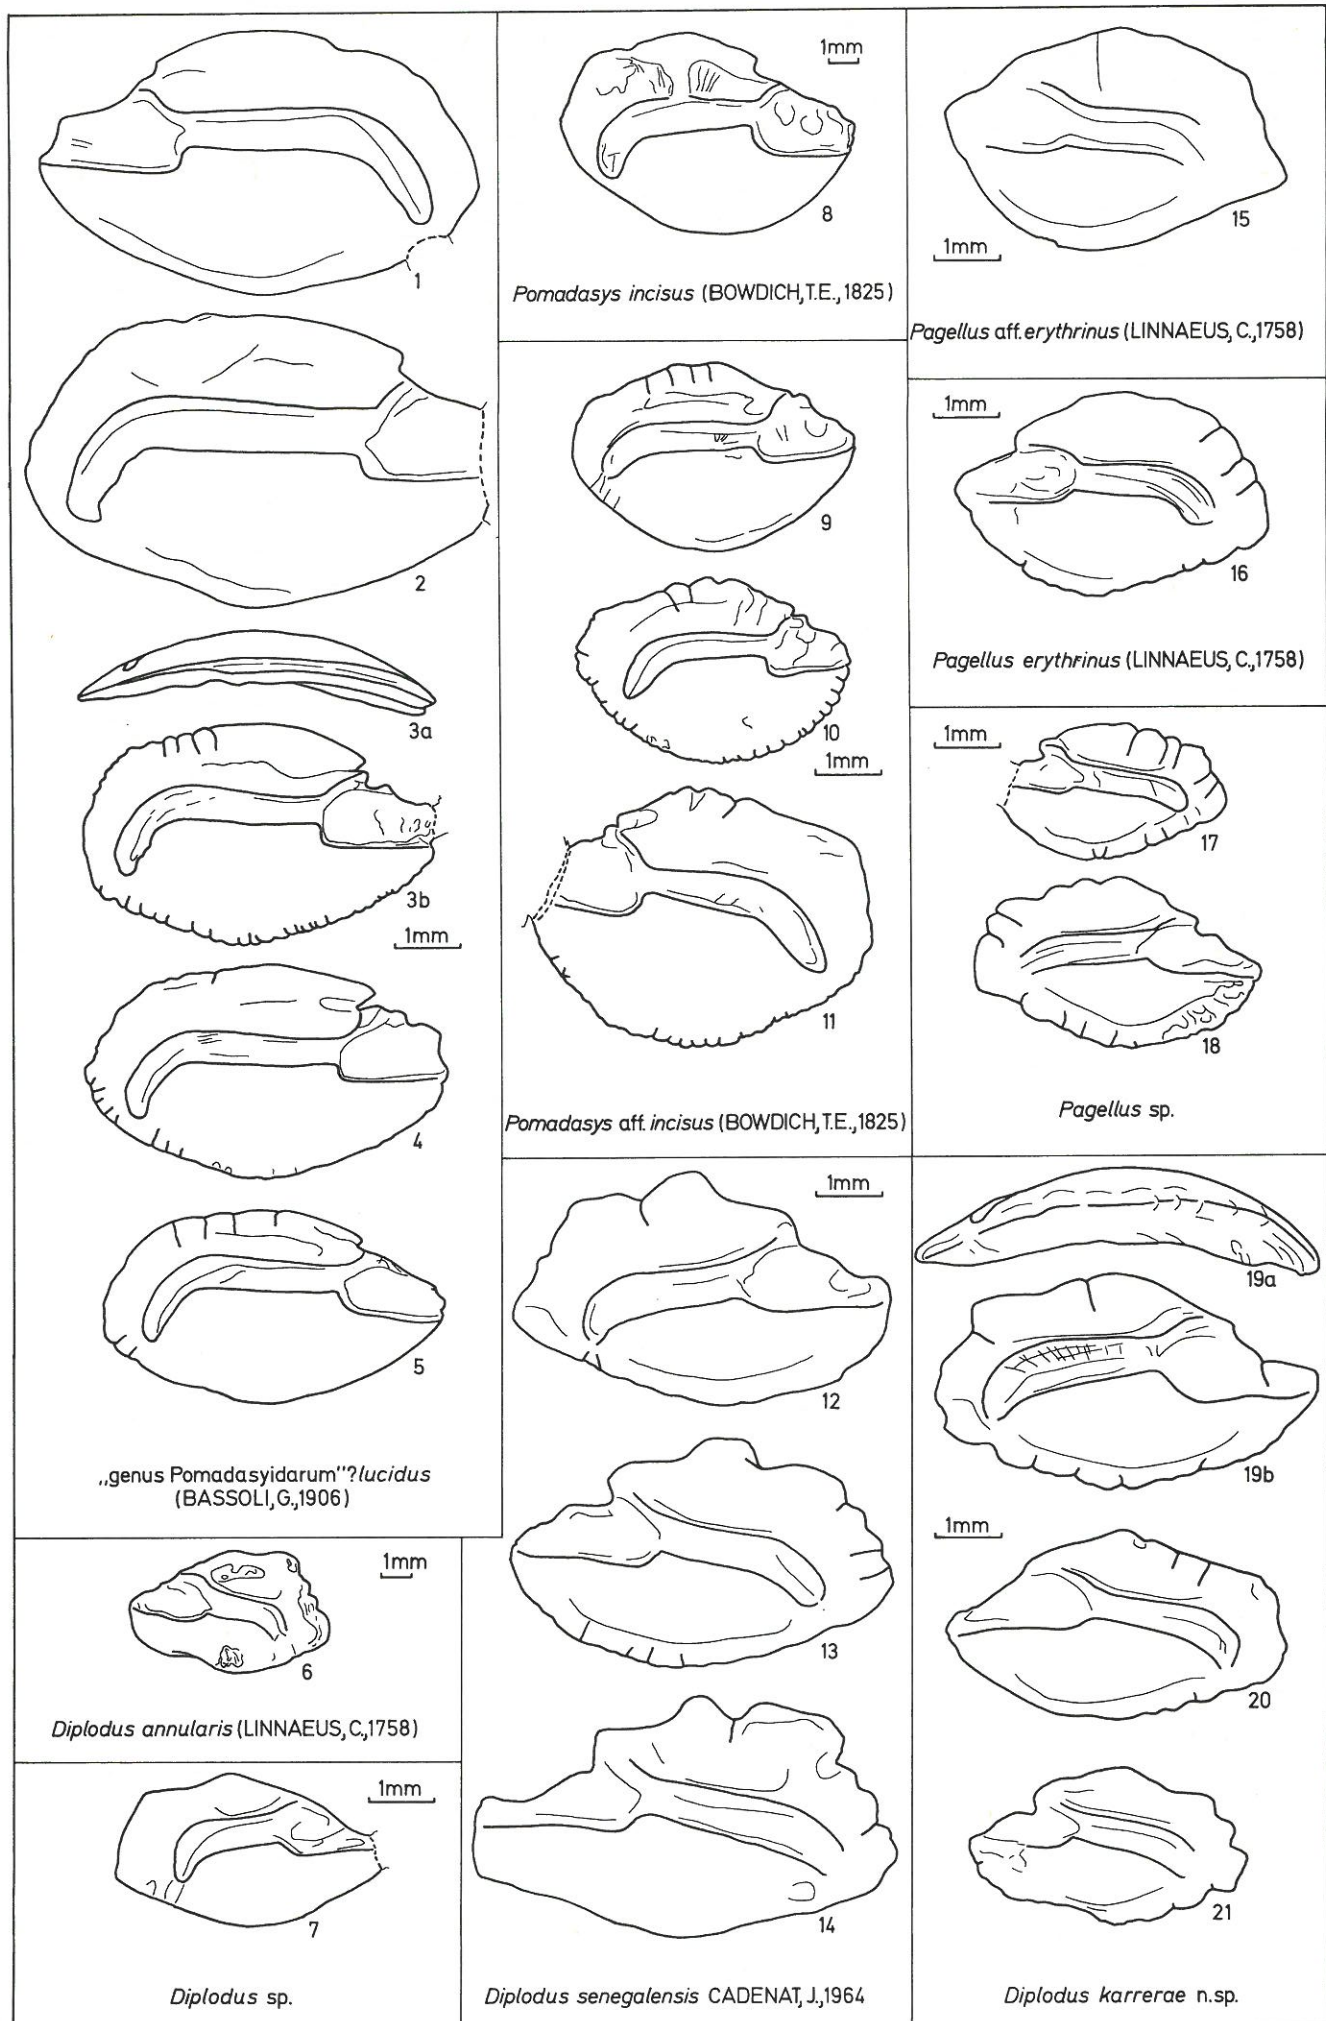 1
2
3a
3b
1mm
4
5
„genus Pomadasyidarum"?lucidus
(BASSOLI, G., 1906)
1mm
6
Diplodus annularis (LINNAEUS, C., 1758)
1mm
7
Diplodus sp.
1mm
8
Pomadasys incisus (BOWDICH, T.E., 1825)
9
10
1mm
11
Pomadasys aff. incisus (BOWDICH, T.E., 1825)
1mm
12
13
14
Diplodus senegalensis CADENAT, J., 1964
15
1mm
Pagellus aff. erythrinus (LINNAEUS, C., 1758)
1mm
16
Pagellus erythrinus (LINNAEUS, C., 1758)
1mm
17
18
Pagellus sp.
19a
19b
1mm
20
21
Diplodus karrerae n.sp.